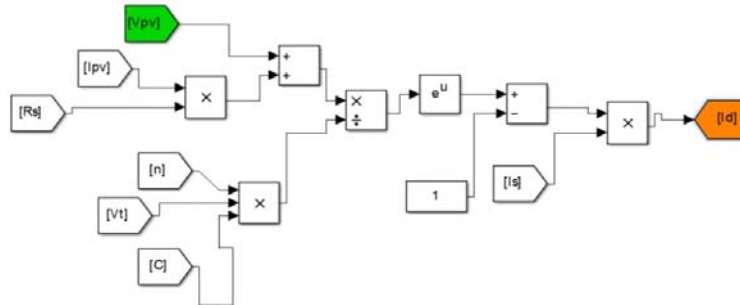 [Vpv]
[Ipv]
[Rs]
+
+
×
×
÷
e^u
+
−
×
[Id]
[n]
[Vt]
[C]
×
1
[Is]